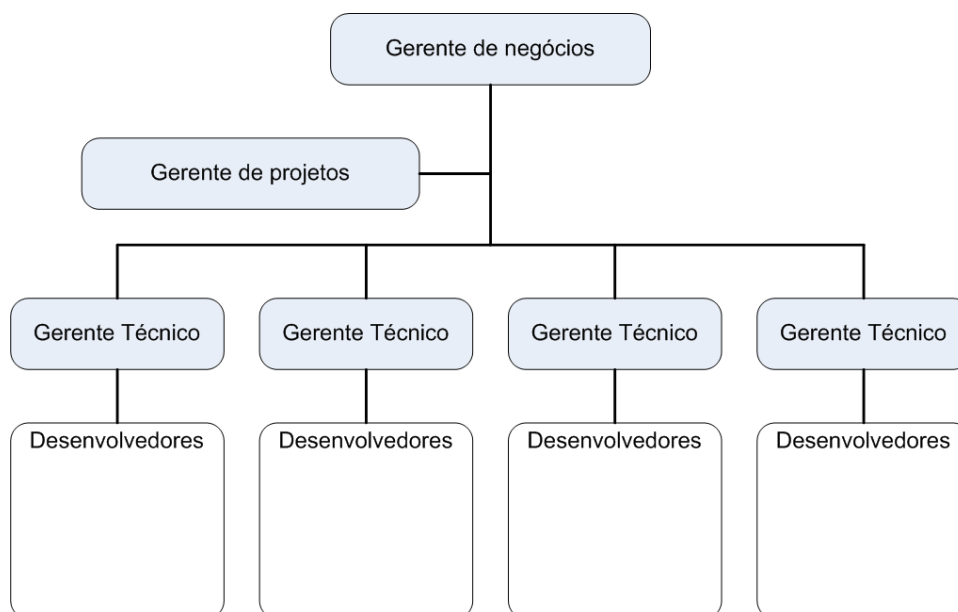 Gerente de negócios
Gerente de projetos
Gerente Técnico
Gerente Técnico
Gerente Técnico
Gerente Técnico
Desenvolvedores
Desenvolvedores
Desenvolvedores
Desenvolvedores